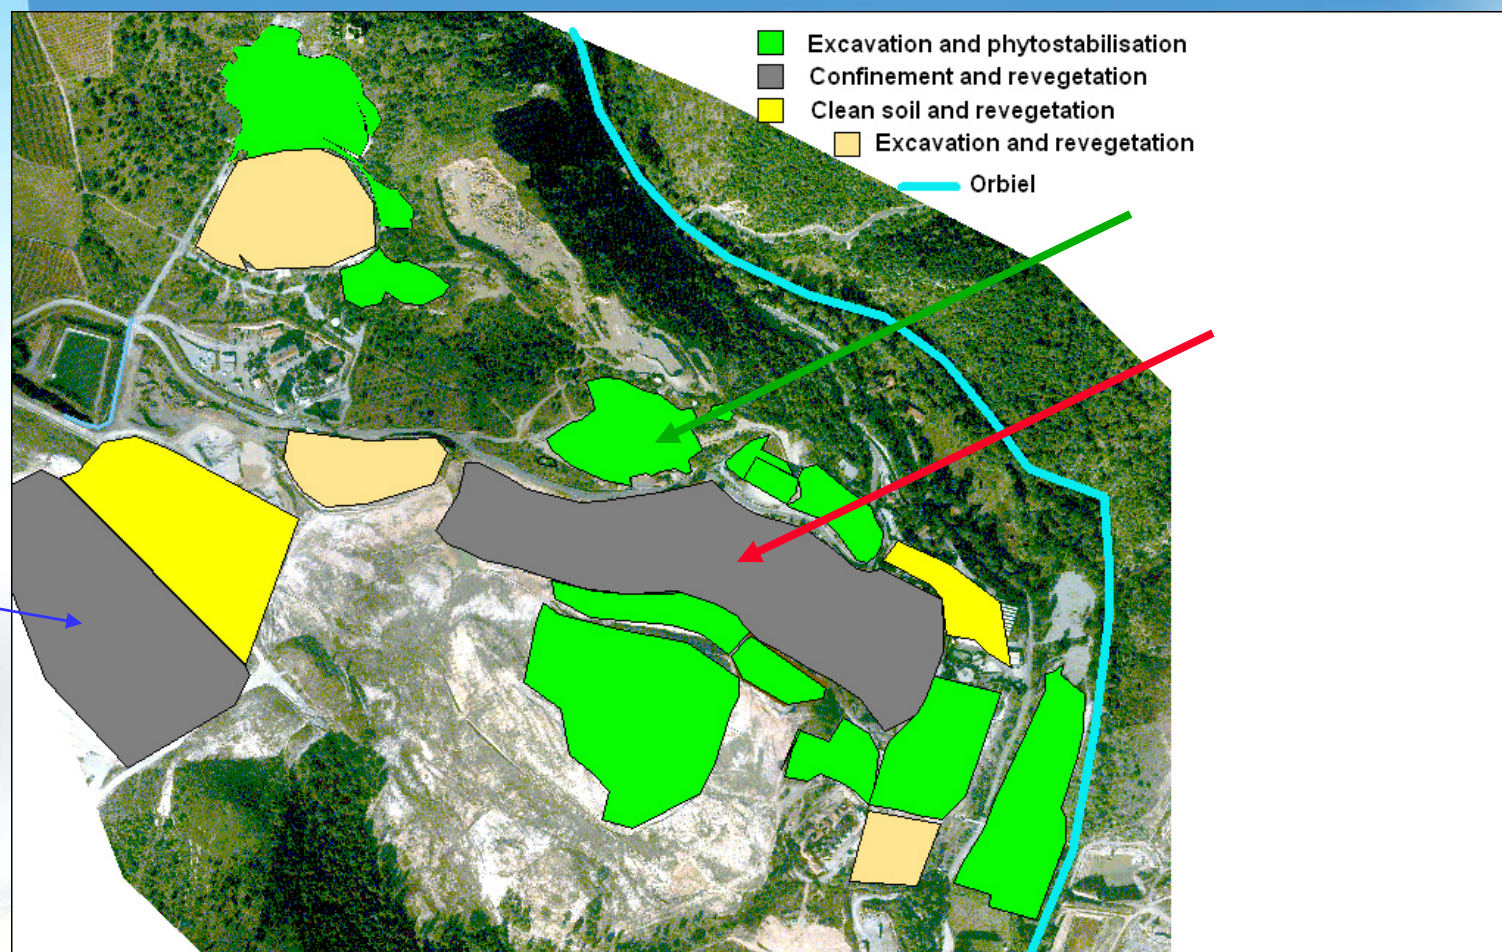 Excavation and phytostabilisation
Confinement and revegetation
Clean soil and revegetation
Excavation and revegetation
Orbiel